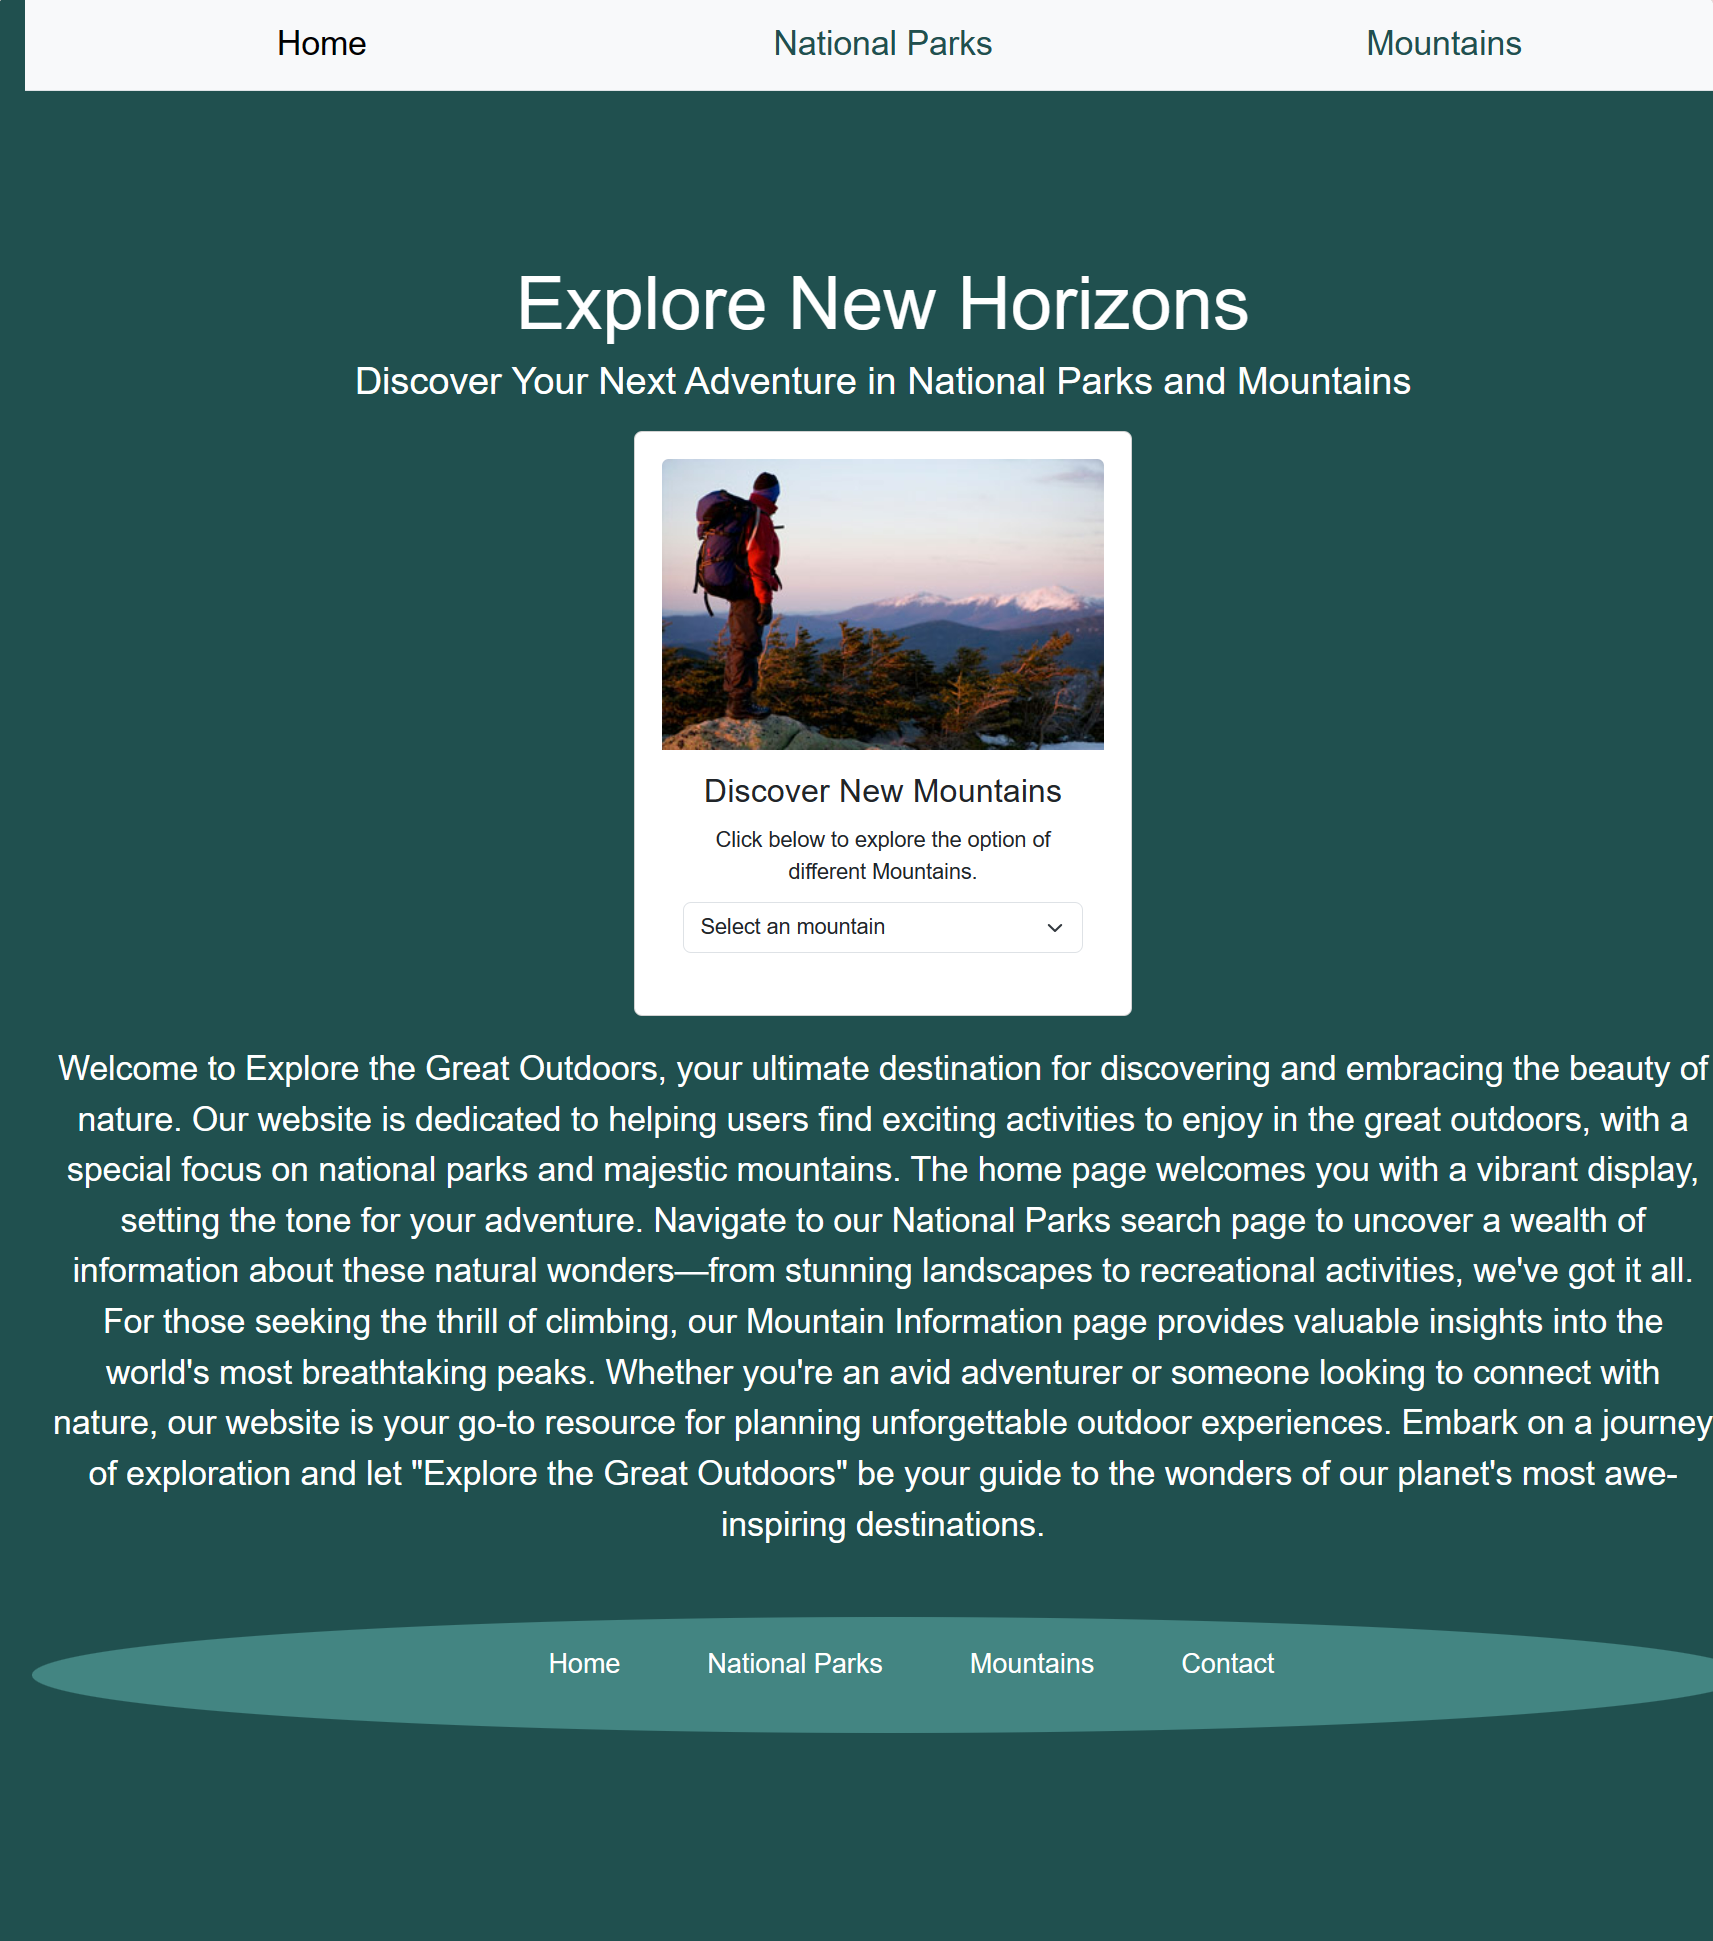 Home National Parks Mountains
Explore New Horizons
Discover Your Next Adventure in National Parks and Mountains
Discover New Mountains
Click below to explore the option of
different Mountains.
Select an mountain
Welcome to Explore the Great Outdoors, your ultimate destination for discovering and embracing the beauty of
nature. Our website is dedicated to helping users find exciting activities to enjoy in the great outdoors, with a
special focus on national parks and majestic mountains. The home page welcomes you with a vibrant display,
setting the tone for your adventure. Navigate to our National Parks search page to uncover a wealth of
information about these natural wonders—from stunning landscapes to recreational activities, we've got it all.
For those seeking the thrill of climbing, our Mountain Information page provides valuable insights into the
world's most breathtaking peaks. Whether you're an avid adventurer or someone looking to connect with
nature, our website is your go-to resource for planning unforgettable outdoor experiences. Embark on a journey
of exploration and let "Explore the Great Outdoors" be your guide to the wonders of our planet's most awe-
inspiring destinations.
Home National Parks Mountains Contact